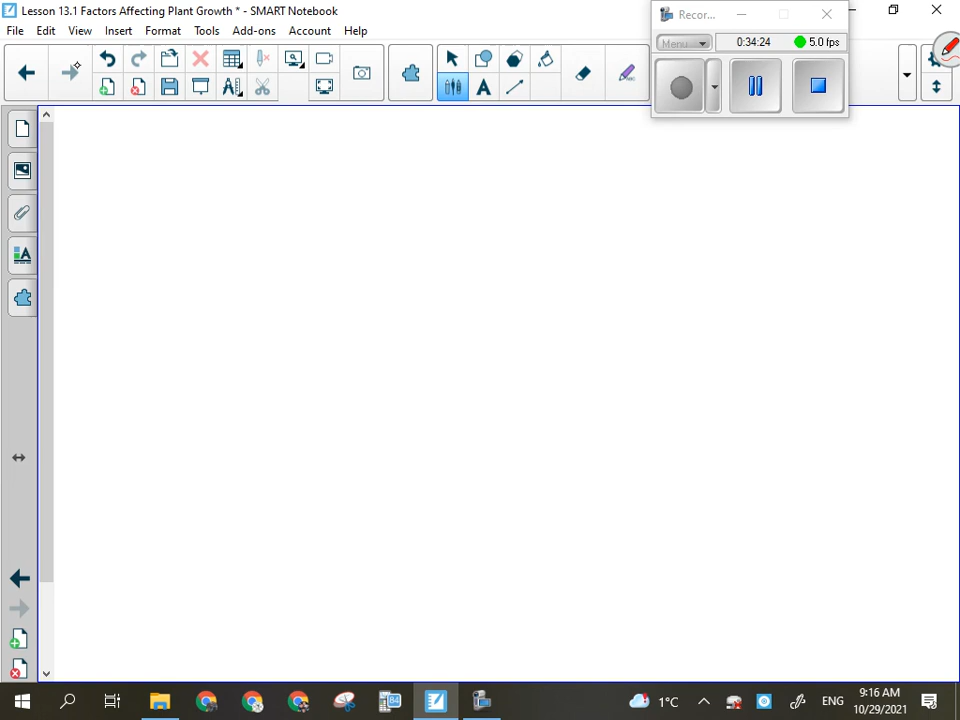 Lesson 13.1 Factors Affecting Plant Growth * - SMART Notebook
Recor...
File Edit View Insert Format Tools Add-ons Account Help
Menu
0:34:24
5.0 fps
A
A
1°C
ENG
9:16 AM
10/29/2021